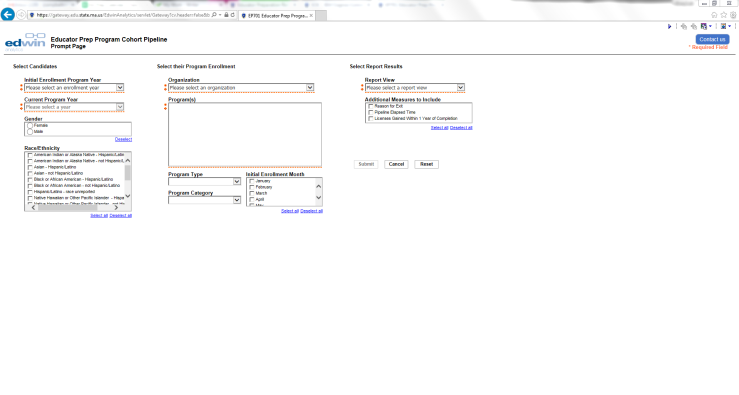 https://gateway.edu.state.ma.us/EdwinAnalytics/servlet/Gateway?cs
EP701 Educator Prep Progra...
edwin
Educator Prep Program Cohort Pipeline
Prompt Page
Contact us
* Required Field
Select Candidates
Initial Enrollment Program Year
Please select an enrollment year
Current Program Year
Please select a year
Gender
Female
Male
Deselect
Race/Ethnicity
American Indian or Alaska Native - Hispanic/Latin
American Indian or Alaska Native - not Hispanic/L
Asian - Hispanic/Latino
Asian - not Hispanic/Latino
Black or African American - Hispanic/Latino
Black or African American - not Hispanic/Latino
Hispanic/Latino - race unreported
Native Hawaiian or Other Pacific Islander - Hispa
Native Hawaiian or Other Pacific Islander - not His
Select all Deselect all
Select their Program Enrollment
Organization
Please select an organization
Program(s)
Program Type
Program Category
Initial Enrollment Month
January
February
March
April
May
Select all Deselect all
Select Report Results
Report View
Please select a report view
Additional Measures to Include
Reason for Exit
Pipeline Elapsed Time
Licenses Gained Within 1 Year of Completion
Select all Deselect all
Submit
Cancel
Reset